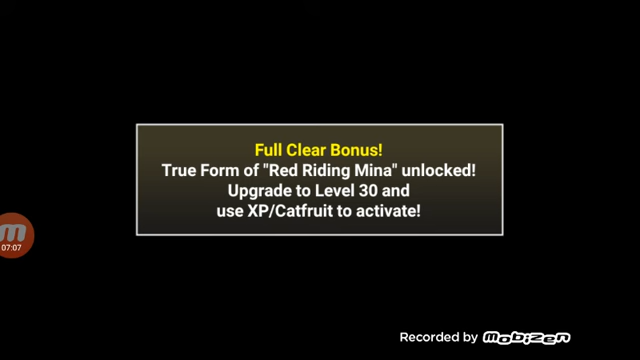 Full Clear Bonus!
True Form of "Red Riding Mina" unlocked!
Upgrade to Level 30 and
use XP/Catfruit to activate!
07:07
Recorded by mobizen